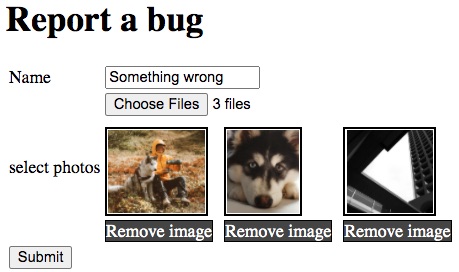 Report a bug
Name Something wrong
Choose Files 3 files
select photos
Remove image Remove image Remove image
Submit